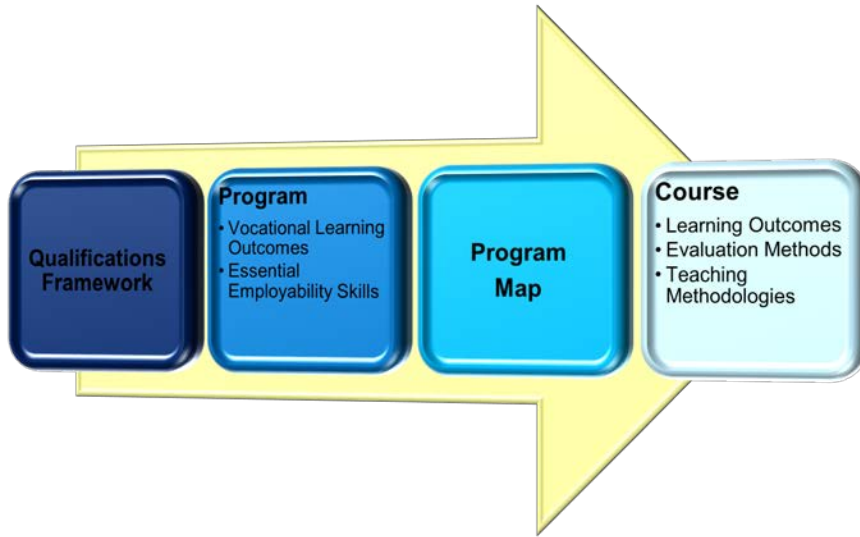 Qualifications
Framework
Program
• Vocational Learning
Outcomes
• Essential
Employability Skills
Program
Map
Course
• Learning Outcomes
• Evaluation Methods
• Teaching
Methodologies